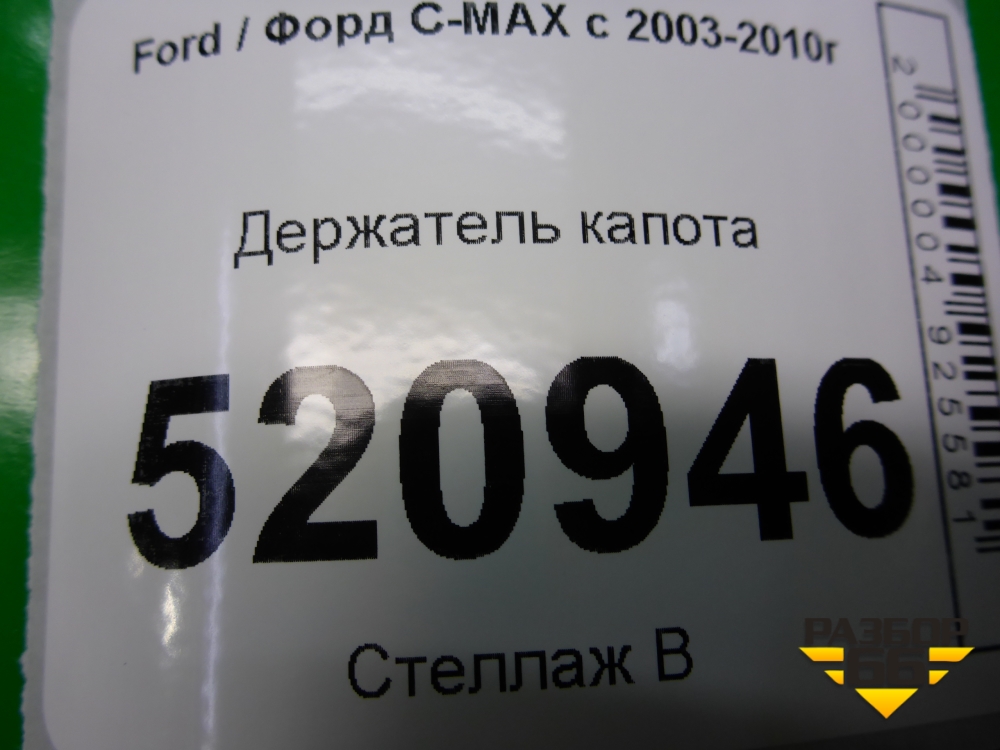 Ford / Форд C-MAX с 2003-2010г
Держатель капота
520946
Стеллаж В
2000004925581
РАЗБОР
66